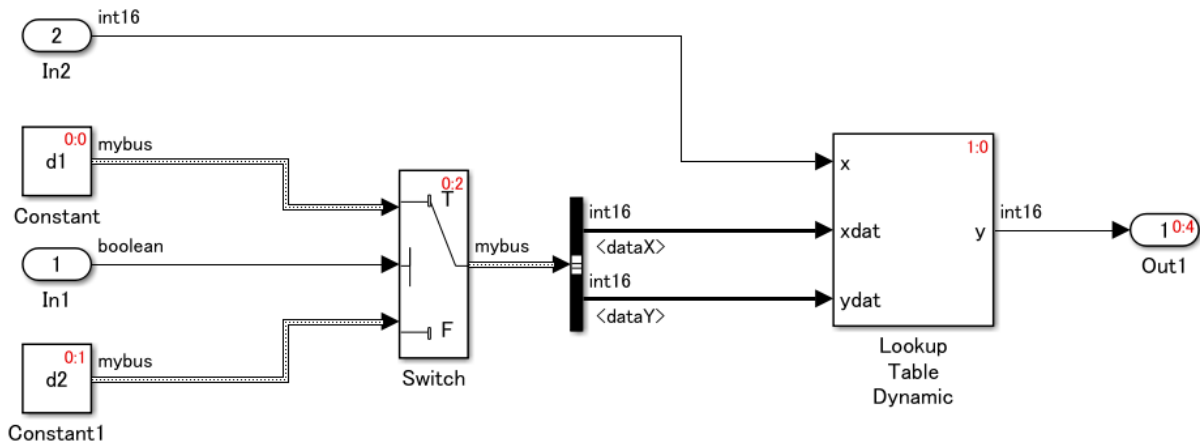 int16
2
In2
0:0
d1
mybus
Constant
boolean
1
In1
0:1
d2
mybus
Constant1
0:2
T
F
Switch
mybus
int16
<dataX>
int16
<dataY>
1:0
x
xdat
ydat
y
Lookup
Table
Dynamic
int16
1 0:4
Out1